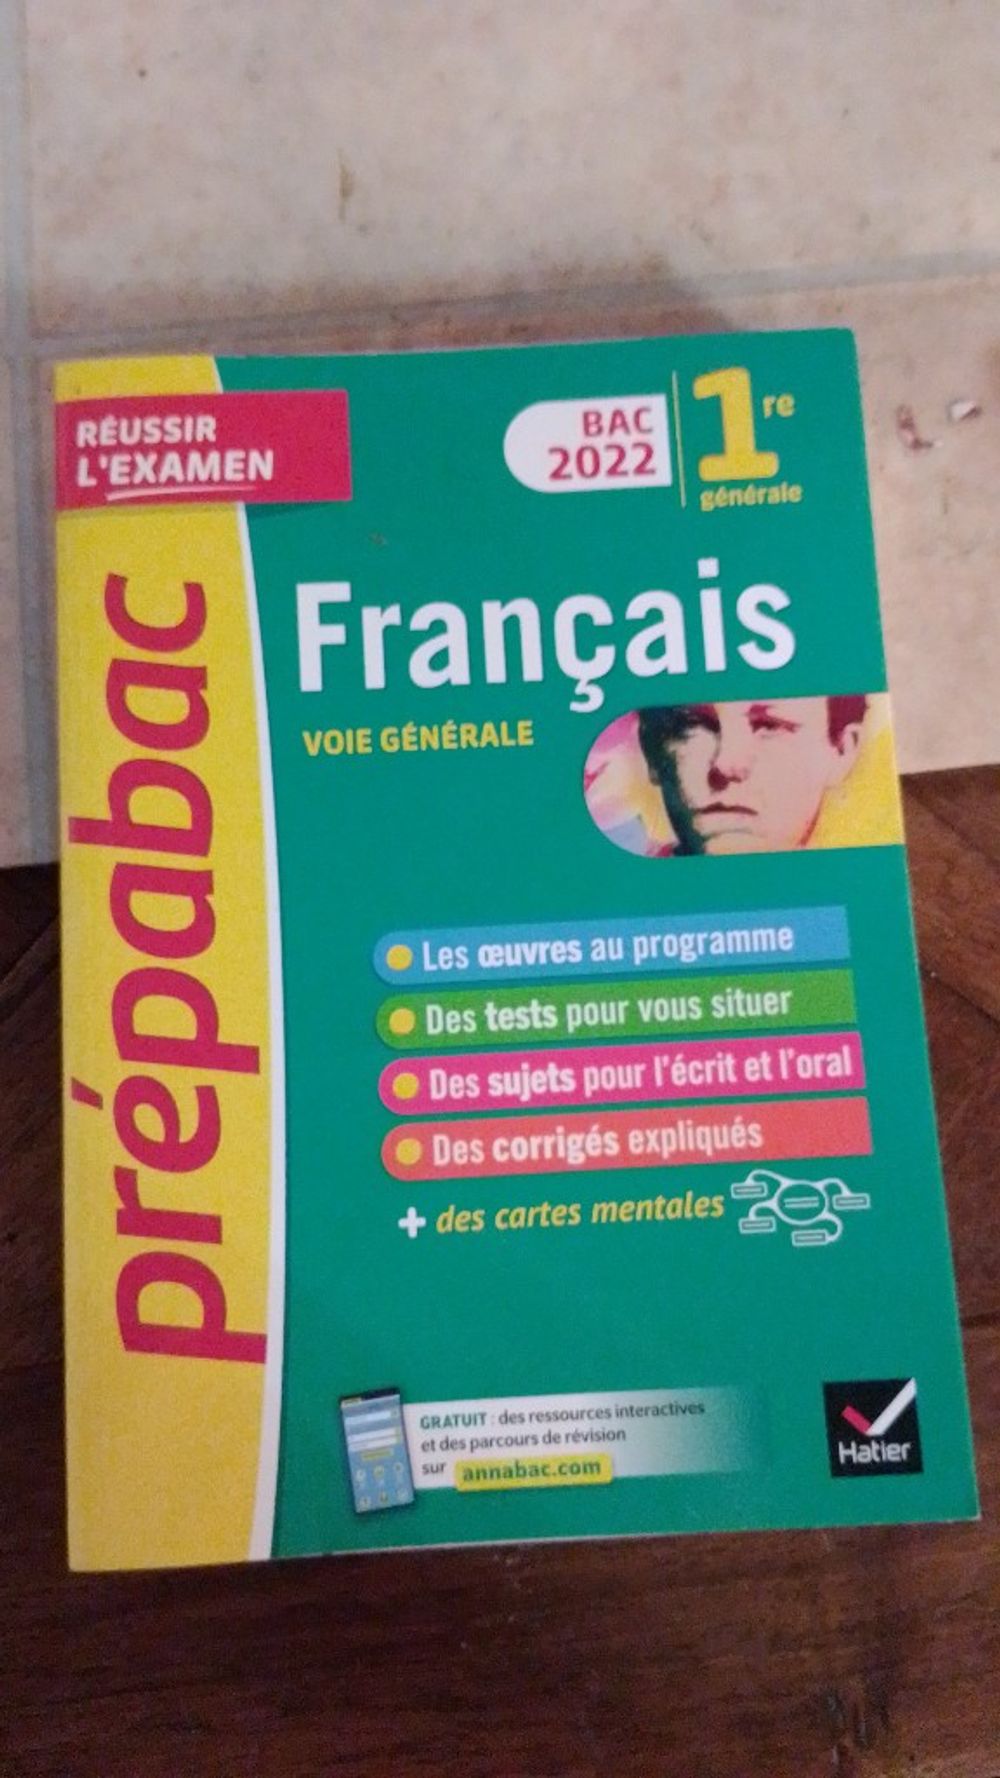 RÉUSSIR
L'EXAMEN
BAC
2022
1re
générale
prépabac
Français
VOIE GÉNÉRALE
Les œuvres au programme
Des tests pour vous situer
Des sujets pour l'écrit et l'oral
Des corrigés expliqués
+ des cartes mentales
GRATUIT : des ressources interactives
et des parcours de révision
sur annabac.com
Hatier